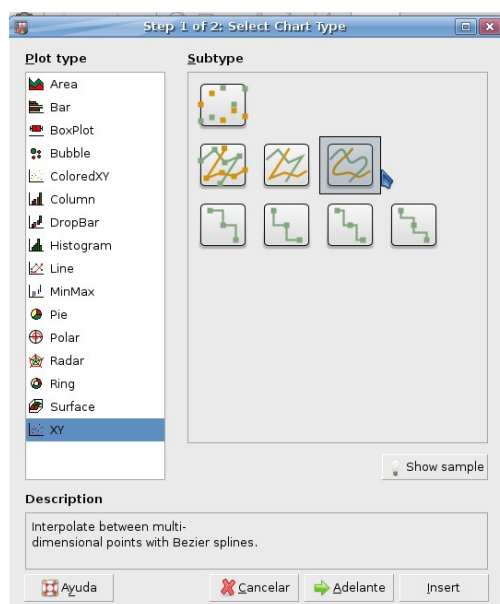 Step 1 of 2: Select Chart Type
Plot type
Subtype
Area
Bar
BoxPlot
Bubble
ColoredXY
Column
DropBar
Histogram
Line
MinMax
Pie
Polar
Radar
Ring
Surface
XY
Show sample
Description
Interpolate between multi-
dimensional points with Bezier splines.
Ayuda
Cancelar
Adelante
Insert